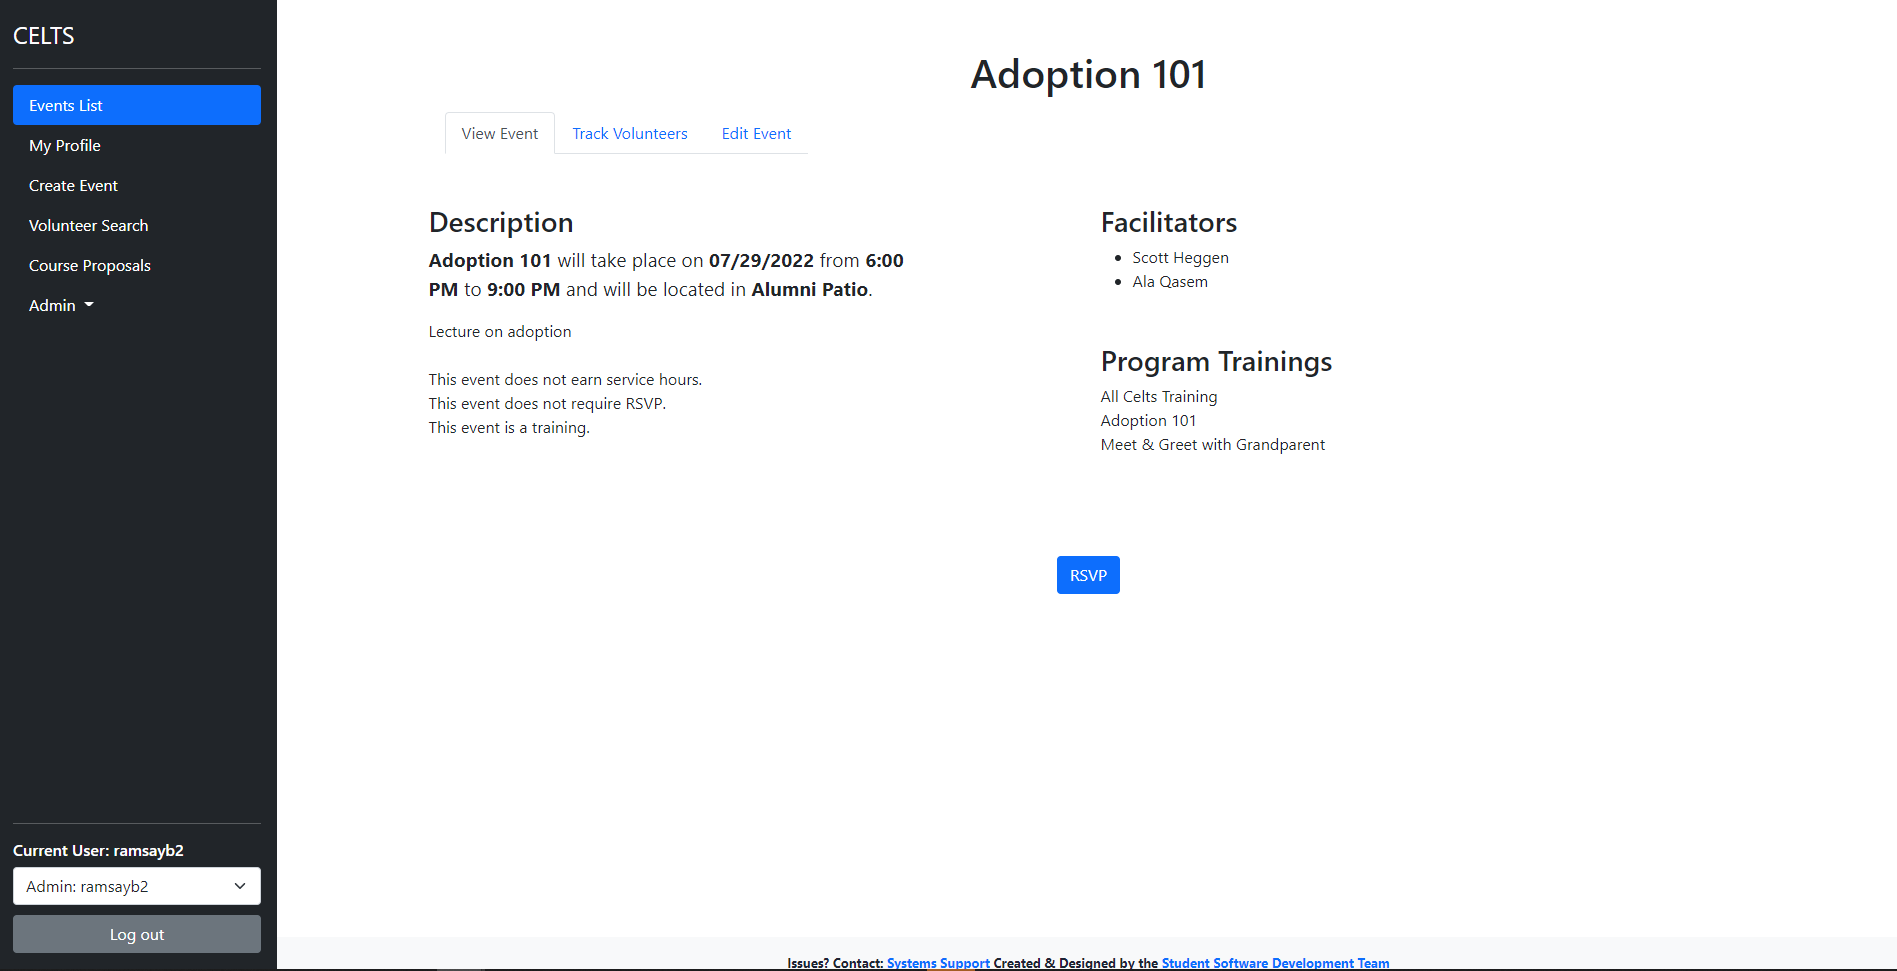 CELTS
Events List
My Profile
Create Event
Volunteer Search
Course Proposals
Admin
Current User: ramsayb2
Admin: ramsayb2
Log out
Adoption 101
View Event
Track Volunteers
Edit Event
Description
Adoption 101 will take place on 07/29/2022 from 6:00
PM to 9:00 PM and will be located in Alumni Patio.
Lecture on adoption
This event does not earn service hours.
This event does not require RSVP.
This event is a training.
Facilitators
Scott Heggen
Ala Qasem
Program Trainings
All Celts Training
Adoption 101
Meet & Greet with Grandparent
RSVP
Issues? Contact: Systems Support Created & Designed by the Student Software Development Team